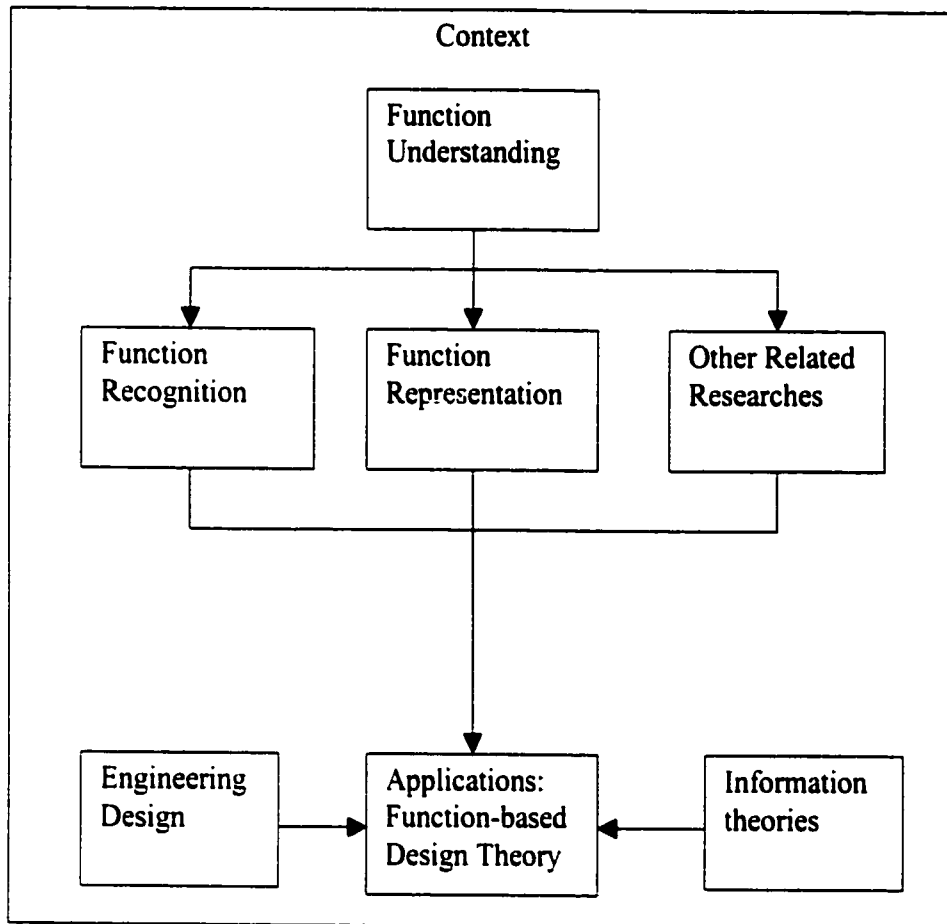 Context
Function
Understanding
Function
Recognition
Function
Representation
Other Related
Researches
Engineering
Design
Applications:
Function-based
Design Theory
Information
theories